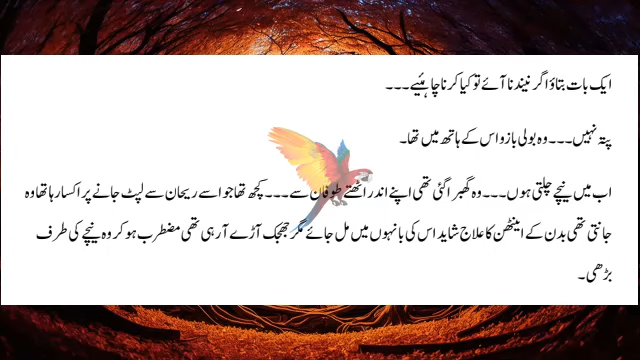 ایک بات بتاؤ اگر نیند نا آئے تو کیا کرنا چاہئیے۔۔۔
پتہ نہیں۔۔۔ وہ بولی بازو اس کے ہاتھ میں تھا۔
اب میں نیچے چلتی ہوں۔۔۔ وہ گھبرا گئی تھی اپنے اندر اٹھتے طوفان سے۔۔۔ کچھ تھا جو اسے ریحان سے لپٹ جانے پر اکسا رہا تھا وہ
جانتی تھی بدن کے اینٹھن کا علاج شاید اس کی بانہوں میں مل جائے مگر جھجک آڑے آ رہی تھی مضطرب ہو کر وہ نیچے کی طرف
بڑھی۔